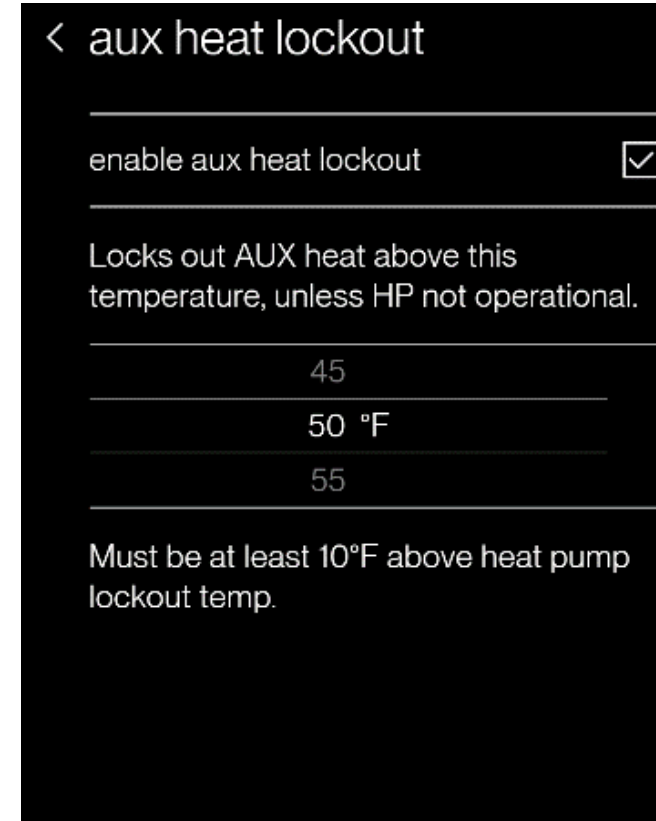 < aux heat lockout
enable aux heat lockout
Locks out AUX heat above this
temperature, unless HP not operational.
45
50 °F
55
Must be at least 10°F above heat pump
lockout temp.